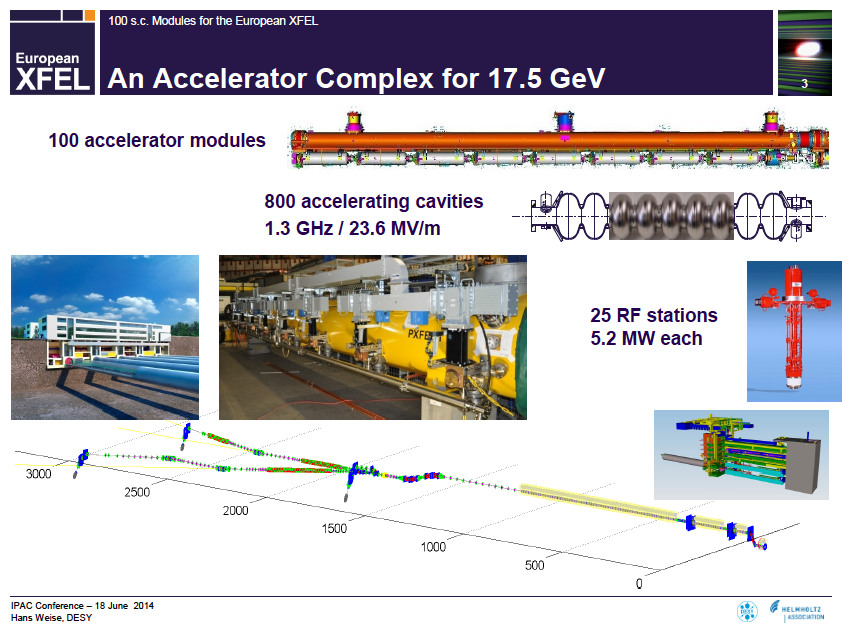 100 s.c. Modules for the European XFEL
European
XFEL
An Accelerator Complex for 17.5 GeV
3
100 accelerator modules
800 accelerating cavities
1.3 GHz / 23.6 MV/m
25 RF stations
5.2 MW each
PXFE
3000
2500
2000
1500
1000
500
0
IPAC Conference – 18 June 2014
Hans Weise, DESY
DESY
HELMHOLTZ
ASSOCIATION